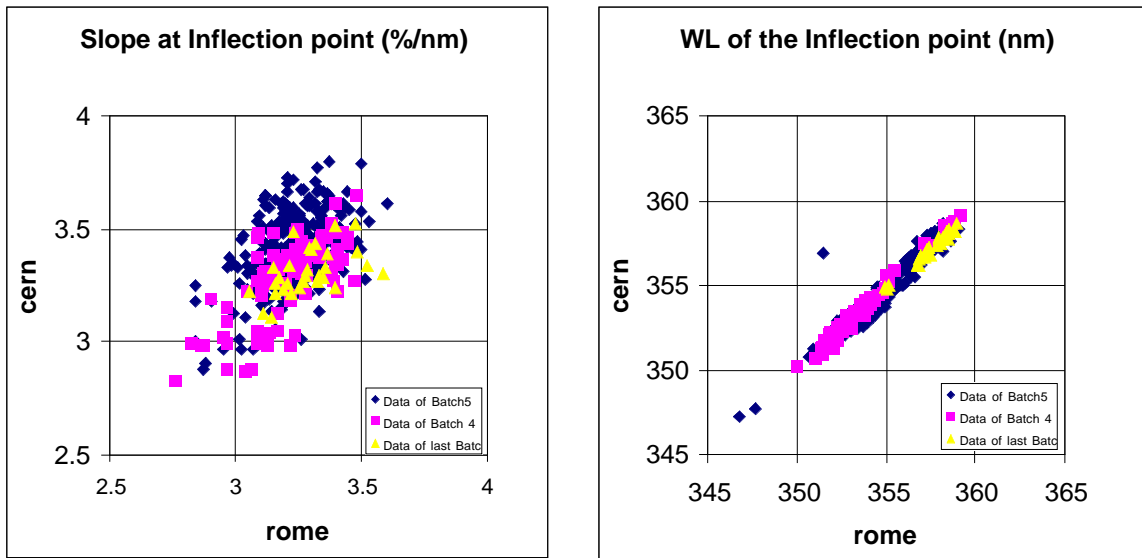 Slope at Inflection point (%/nm)
4
3.5
3
2.5
cern
2.5 3 3.5 4
rome
Data of Batch5
Data of Batch 4
Data of last Batc
WL of the Inflection point (nm)
365
360
355
350
345
cern
345 350 355 360 365
rome
Data of Batch5
Data of Batch 4
Data of last Batc